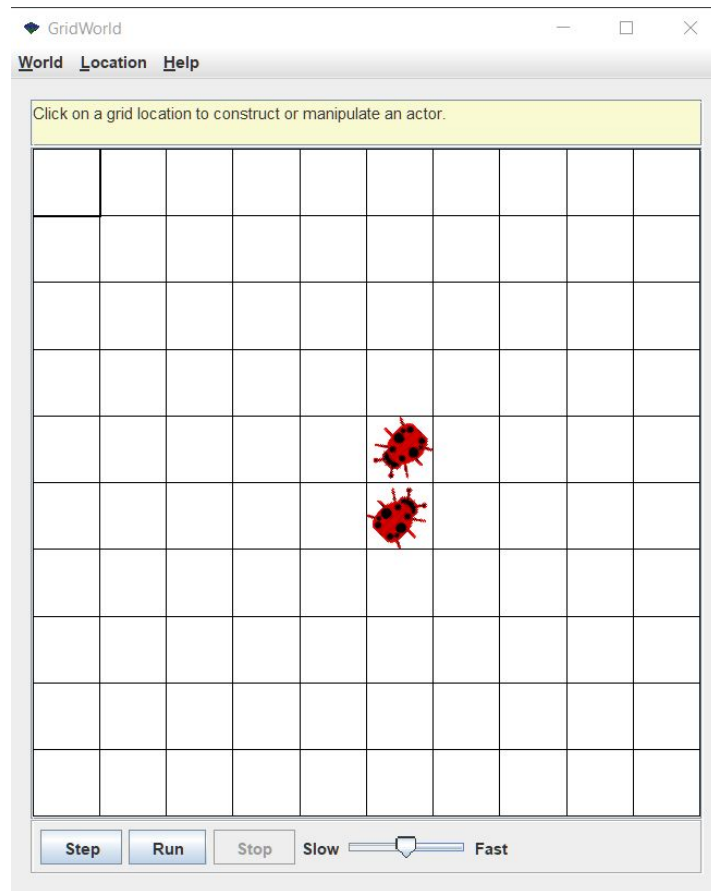 GridWorld
World Location Help
Click on a grid location to construct or manipulate an actor.
Step Run Stop Slow Fast